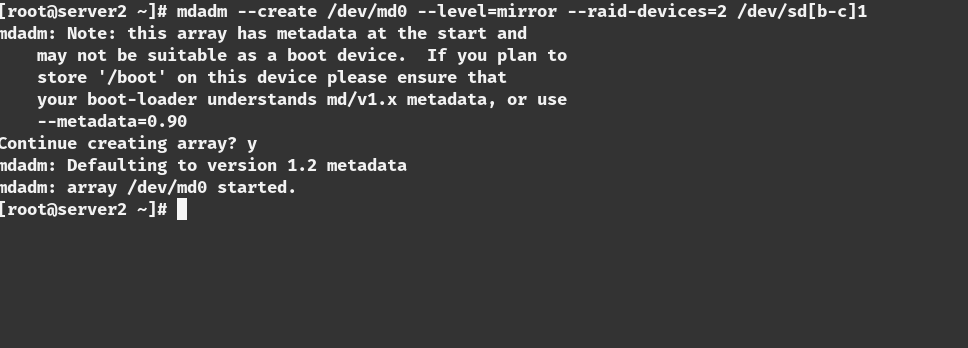 [root@server2 ~]# mdadm --create /dev/md0 --level=mirror --raid-devices=2 /dev/sd[b-c]1
mdadm: Note: this array has metadata at the start and
    may not be suitable as a boot device.  If you plan to
    store '/boot' on this device please ensure that
    your boot-loader understands md/v1.x metadata, or use
    --metadata=0.90
Continue creating array? y
mdadm: Defaulting to version 1.2 metadata
mdadm: array /dev/md0 started.
[root@server2 ~]#